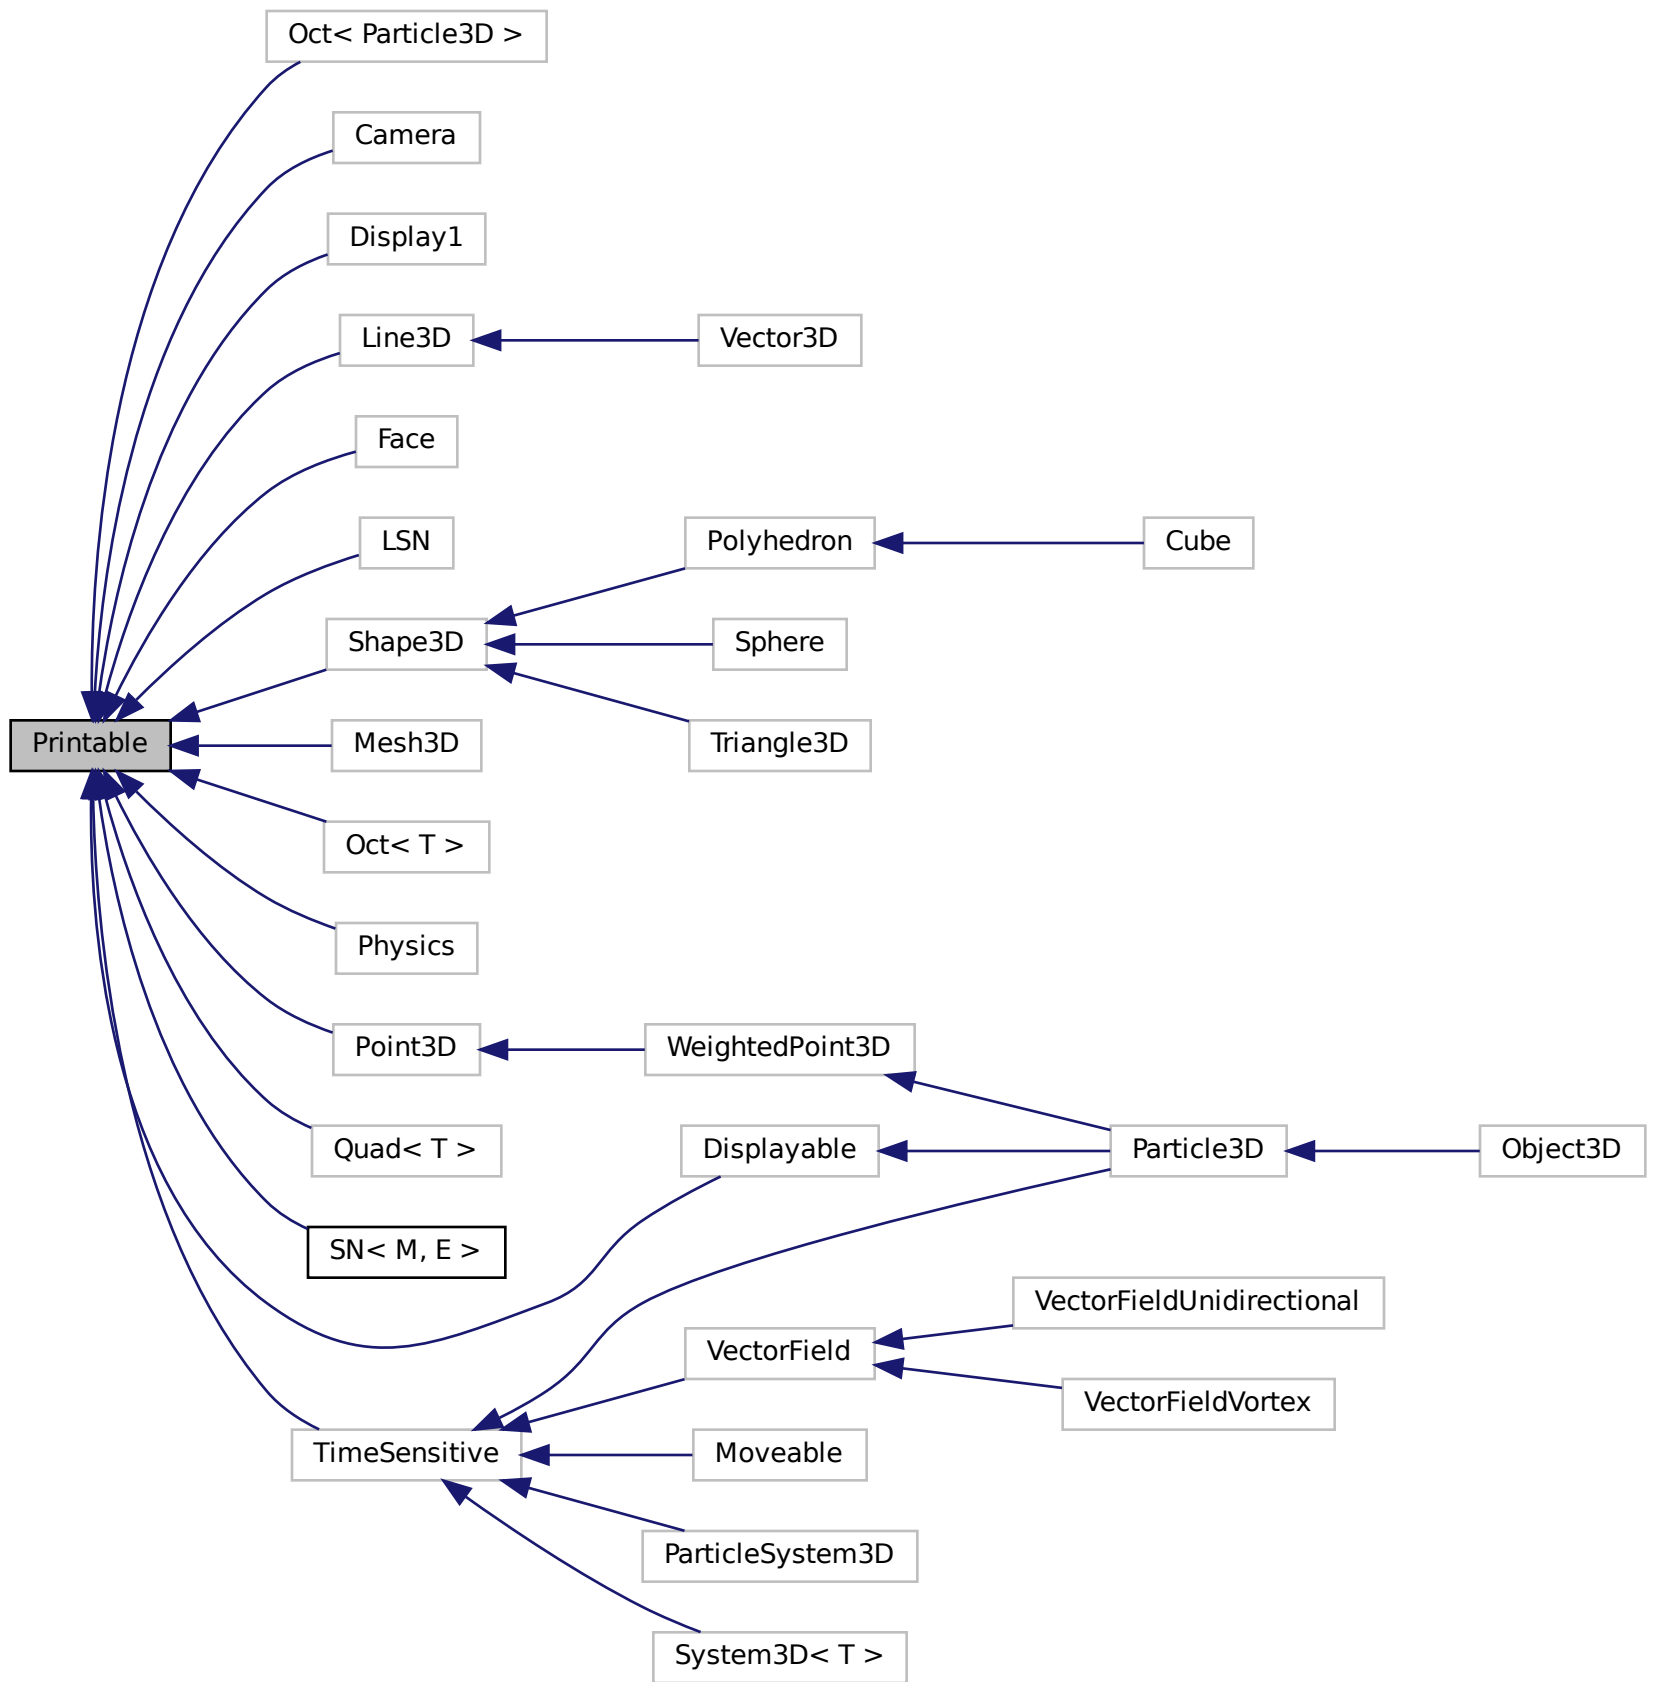 Oct< Particle3D >
Camera
Display1
Line3D
Vector3D
Face
LSN
Polyhedron
Cube
Shape3D
Sphere
Printable
Mesh3D
Triangle3D
Oct< T >
Physics
Point3D
WeightedPoint3D
Quad< T >
Displayable
Particle3D
Object3D
SN< M, E >
VectorFieldUnidirectional
VectorField
VectorFieldVortex
TimeSensitive
Moveable
ParticleSystem3D
System3D< T >